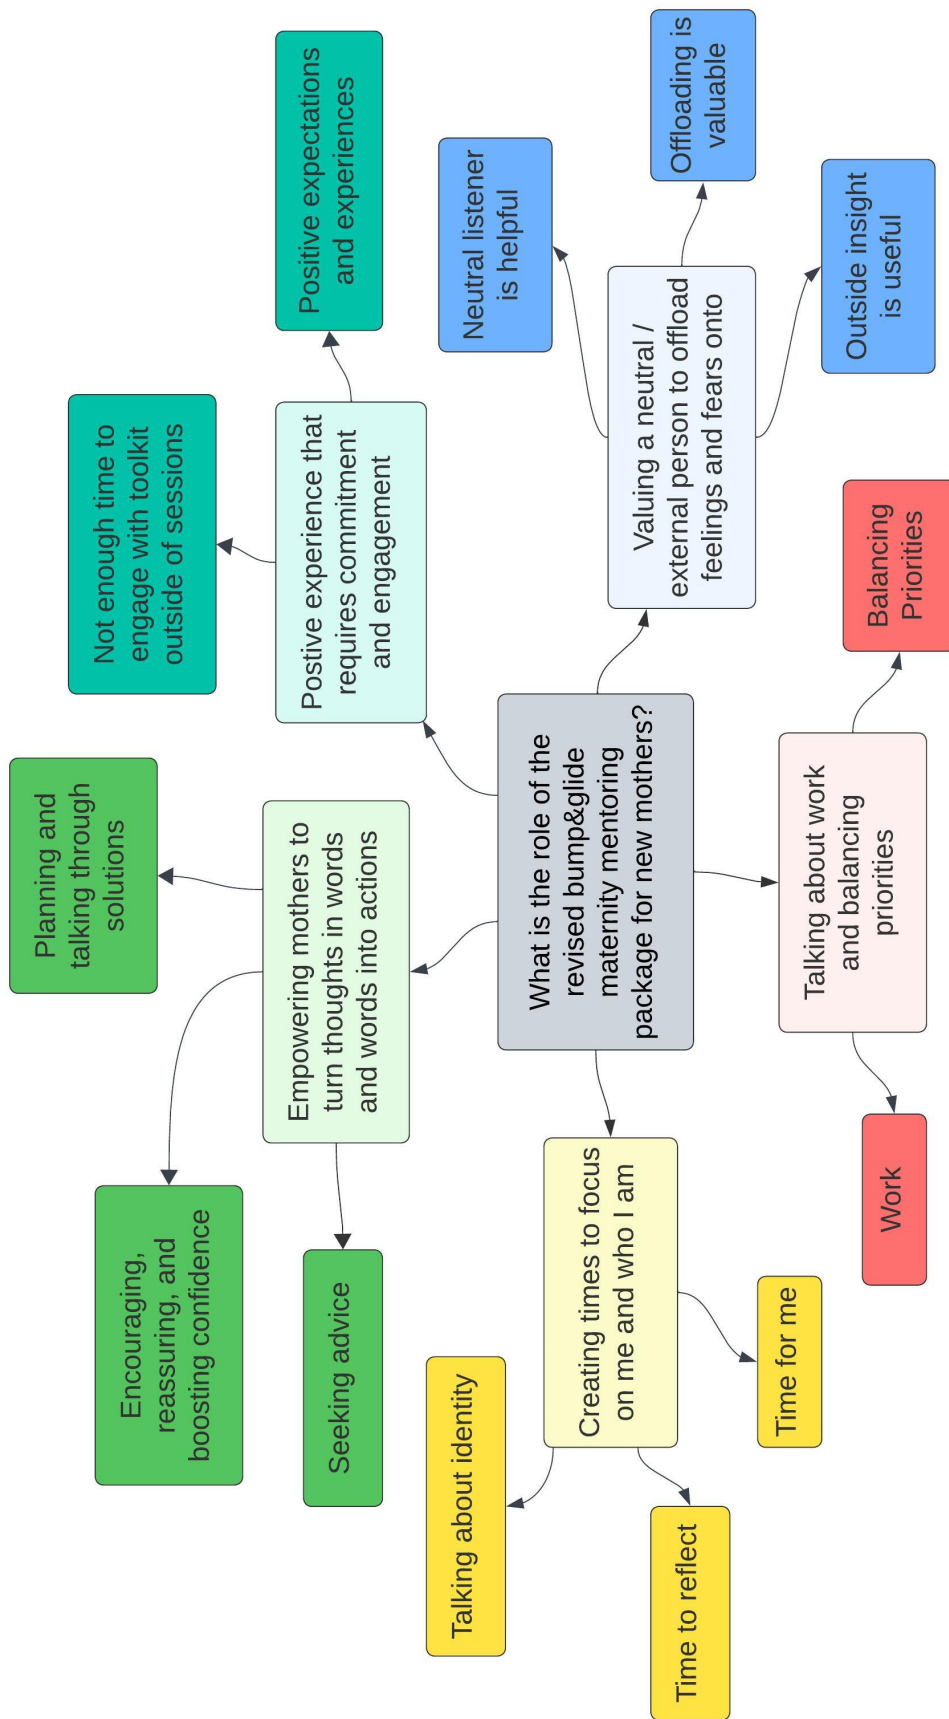 Encouraging,
reassuring, and
boosting confidence
Planning and
talking through
solutions
Not enough time to
engage with toolkit
outside of sessions
Positive expectations
and experiences
Seeking advice
Empowering mothers to
turn thoughts in words
and words into actions
Postive experience that
requires commitment
and engagement
Neutral listener
is helpful
Talking about identity
Creating times to focus
on me and who I am
What is the role of the
revised bump&glide
maternity mentoring
package for new mothers?
Valuing a neutral /
external person to offload
feelings and fears onto
Offloading is
valuable
Time to reflect
Time for me
Talking about work
and balancing
priorities
Outside insight
is useful
Work
Balancing
Priorities